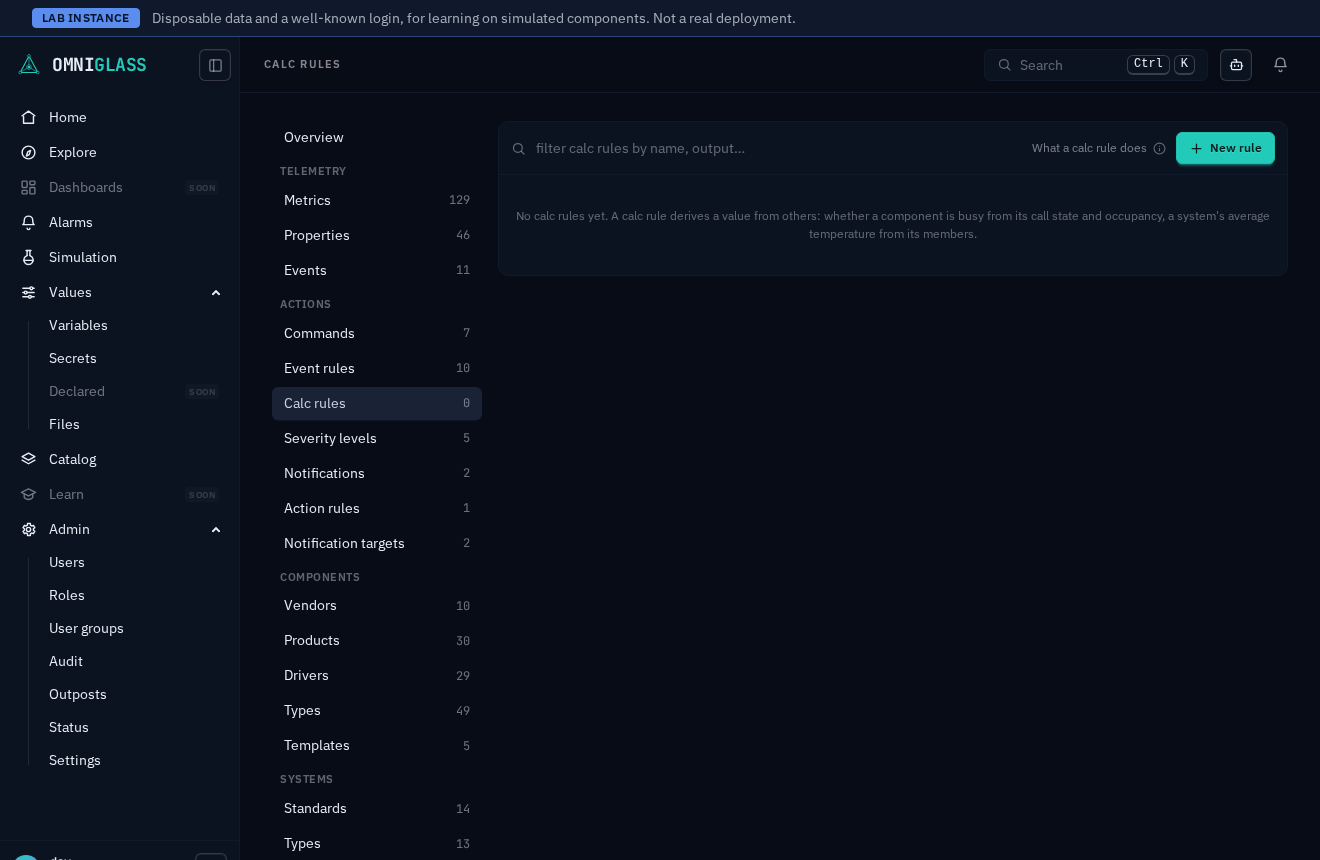 LAB INSTANCE Disposable data and a well-known login, for learning on simulated components. Not a real deployment.
OMNIGLASS
CALC RULES
Search Ctrl K
Home
Explore
Dashboards SOON
Alarms
Simulation
Values
Variables
Secrets
Declared SOON
Files
Catalog
Learn SOON
Admin
Users
Roles
User groups
Audit
Outposts
Status
Settings
Overview
TELEMETRY
Metrics 129
Properties 46
Events 11
ACTIONS
Commands 7
Event rules 10
Calc rules 0
Severity levels 5
Notifications 2
Action rules 1
Notification targets 2
COMPONENTS
Vendors 10
Products 30
Drivers 29
Types 49
Templates 5
SYSTEMS
Standards 14
Types 13
filter calc rules by name, output...
What a calc rule does
New rule
No calc rules yet. A calc rule derives a value from others: whether a component is busy from its call state and occupancy, a system's average
temperature from its members.